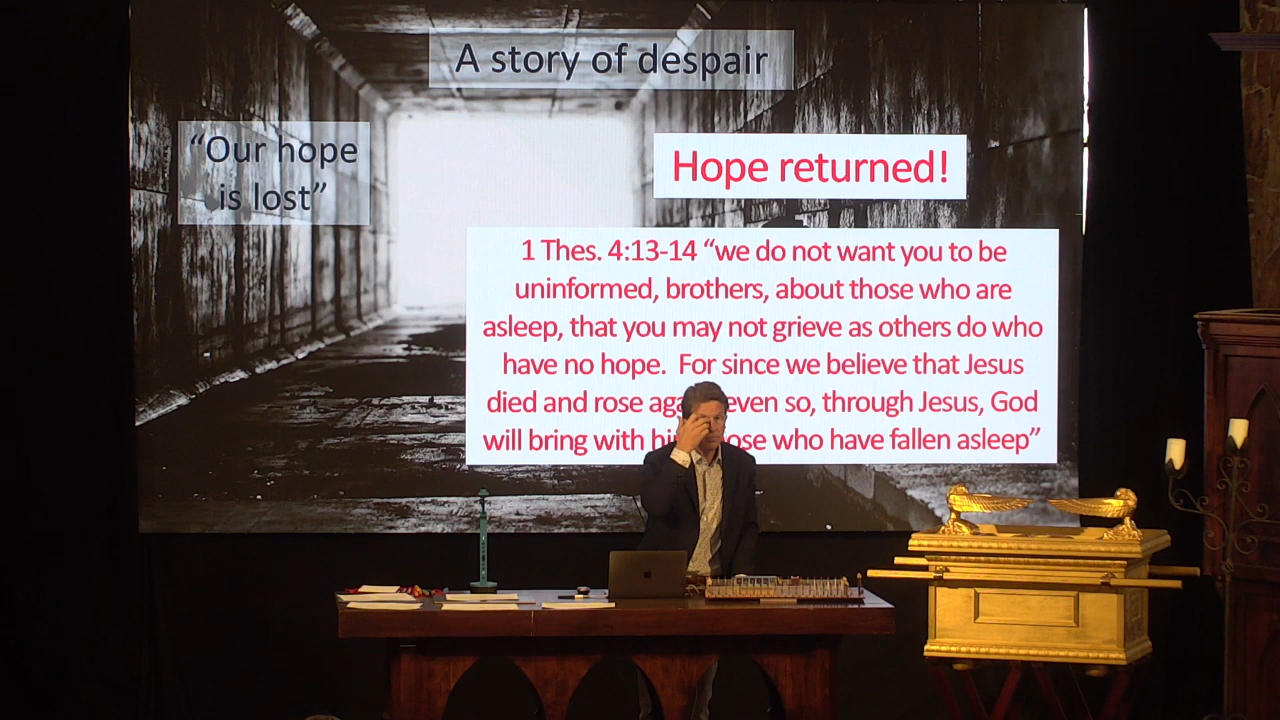 A story of despair
“Our hope
is lost”
Hope returned!
1 Thes. 4:13-14 “we do not want you to be
uninformed, brothers, about those who are
asleep, that you may not grieve as others do who
have no hope. For since we believe that Jesus
died and rose even so, through Jesus, God
will bring with who have fallen asleep”